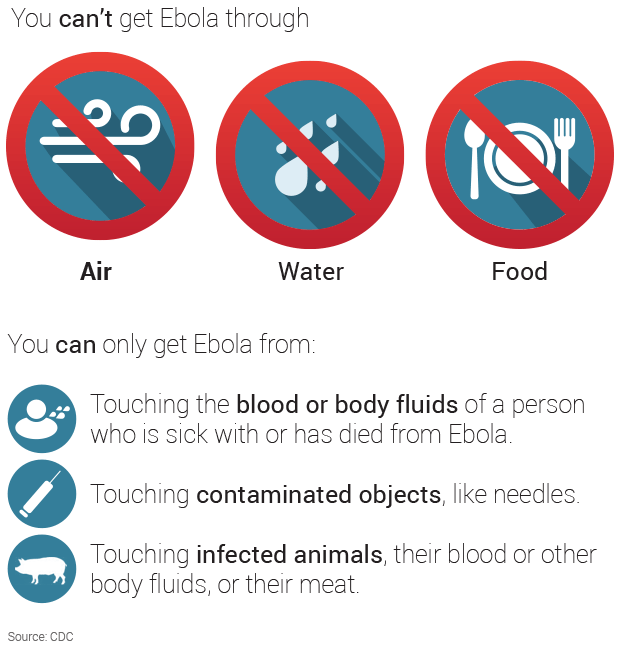 You can’t get Ebola through
Air
Water
Food
You can only get Ebola from:
Touching the blood or body fluids of a person
who is sick with or has died from Ebola.
Touching contaminated objects, like needles.
Touching infected animals, their blood or other
body fluids, or their meat.
Source: CDC